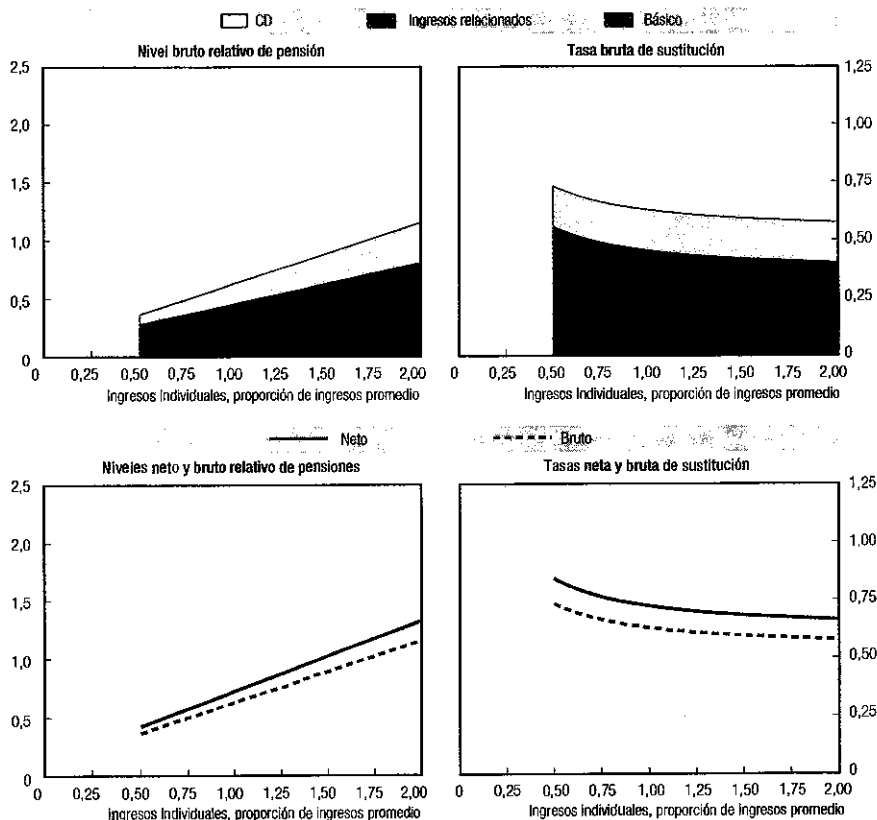 CD Ingresos relacionados Básico
Nivel bruto relativo de pensión
2,5
2,0
1,5
1,0
0,5
0
0 0,25 0,50 0,75 1,00 1,25 1,50 1,75 2,00
Ingresos Individuales, proporción de ingresos promedio
Tasa bruta de sustitución
1,25
1,00
0,75
0,50
0,25
0
0 0,25 0,50 0,75 1,00 1,25 1,50 1,75 2,00
Ingresos individuales, proporción de ingresos promedio
Neto Bruto
Niveles neto y bruto relativo de pensiones
2,5
2,0
1,5
1,0
0,5
0
0 0,25 0,50 0,75 1,00 1,25 1,50 1,75 2,00
Ingresos individuales, proporción de ingresos promedio
Tasas neta y bruta de sustitución
1,25
1,00
0,75
0,50
0,25
0
0 0,25 0,50 0,75 1,00 1,25 1,50 1,75 2,00
Ingresos individuales, proporción de ingresos promedio